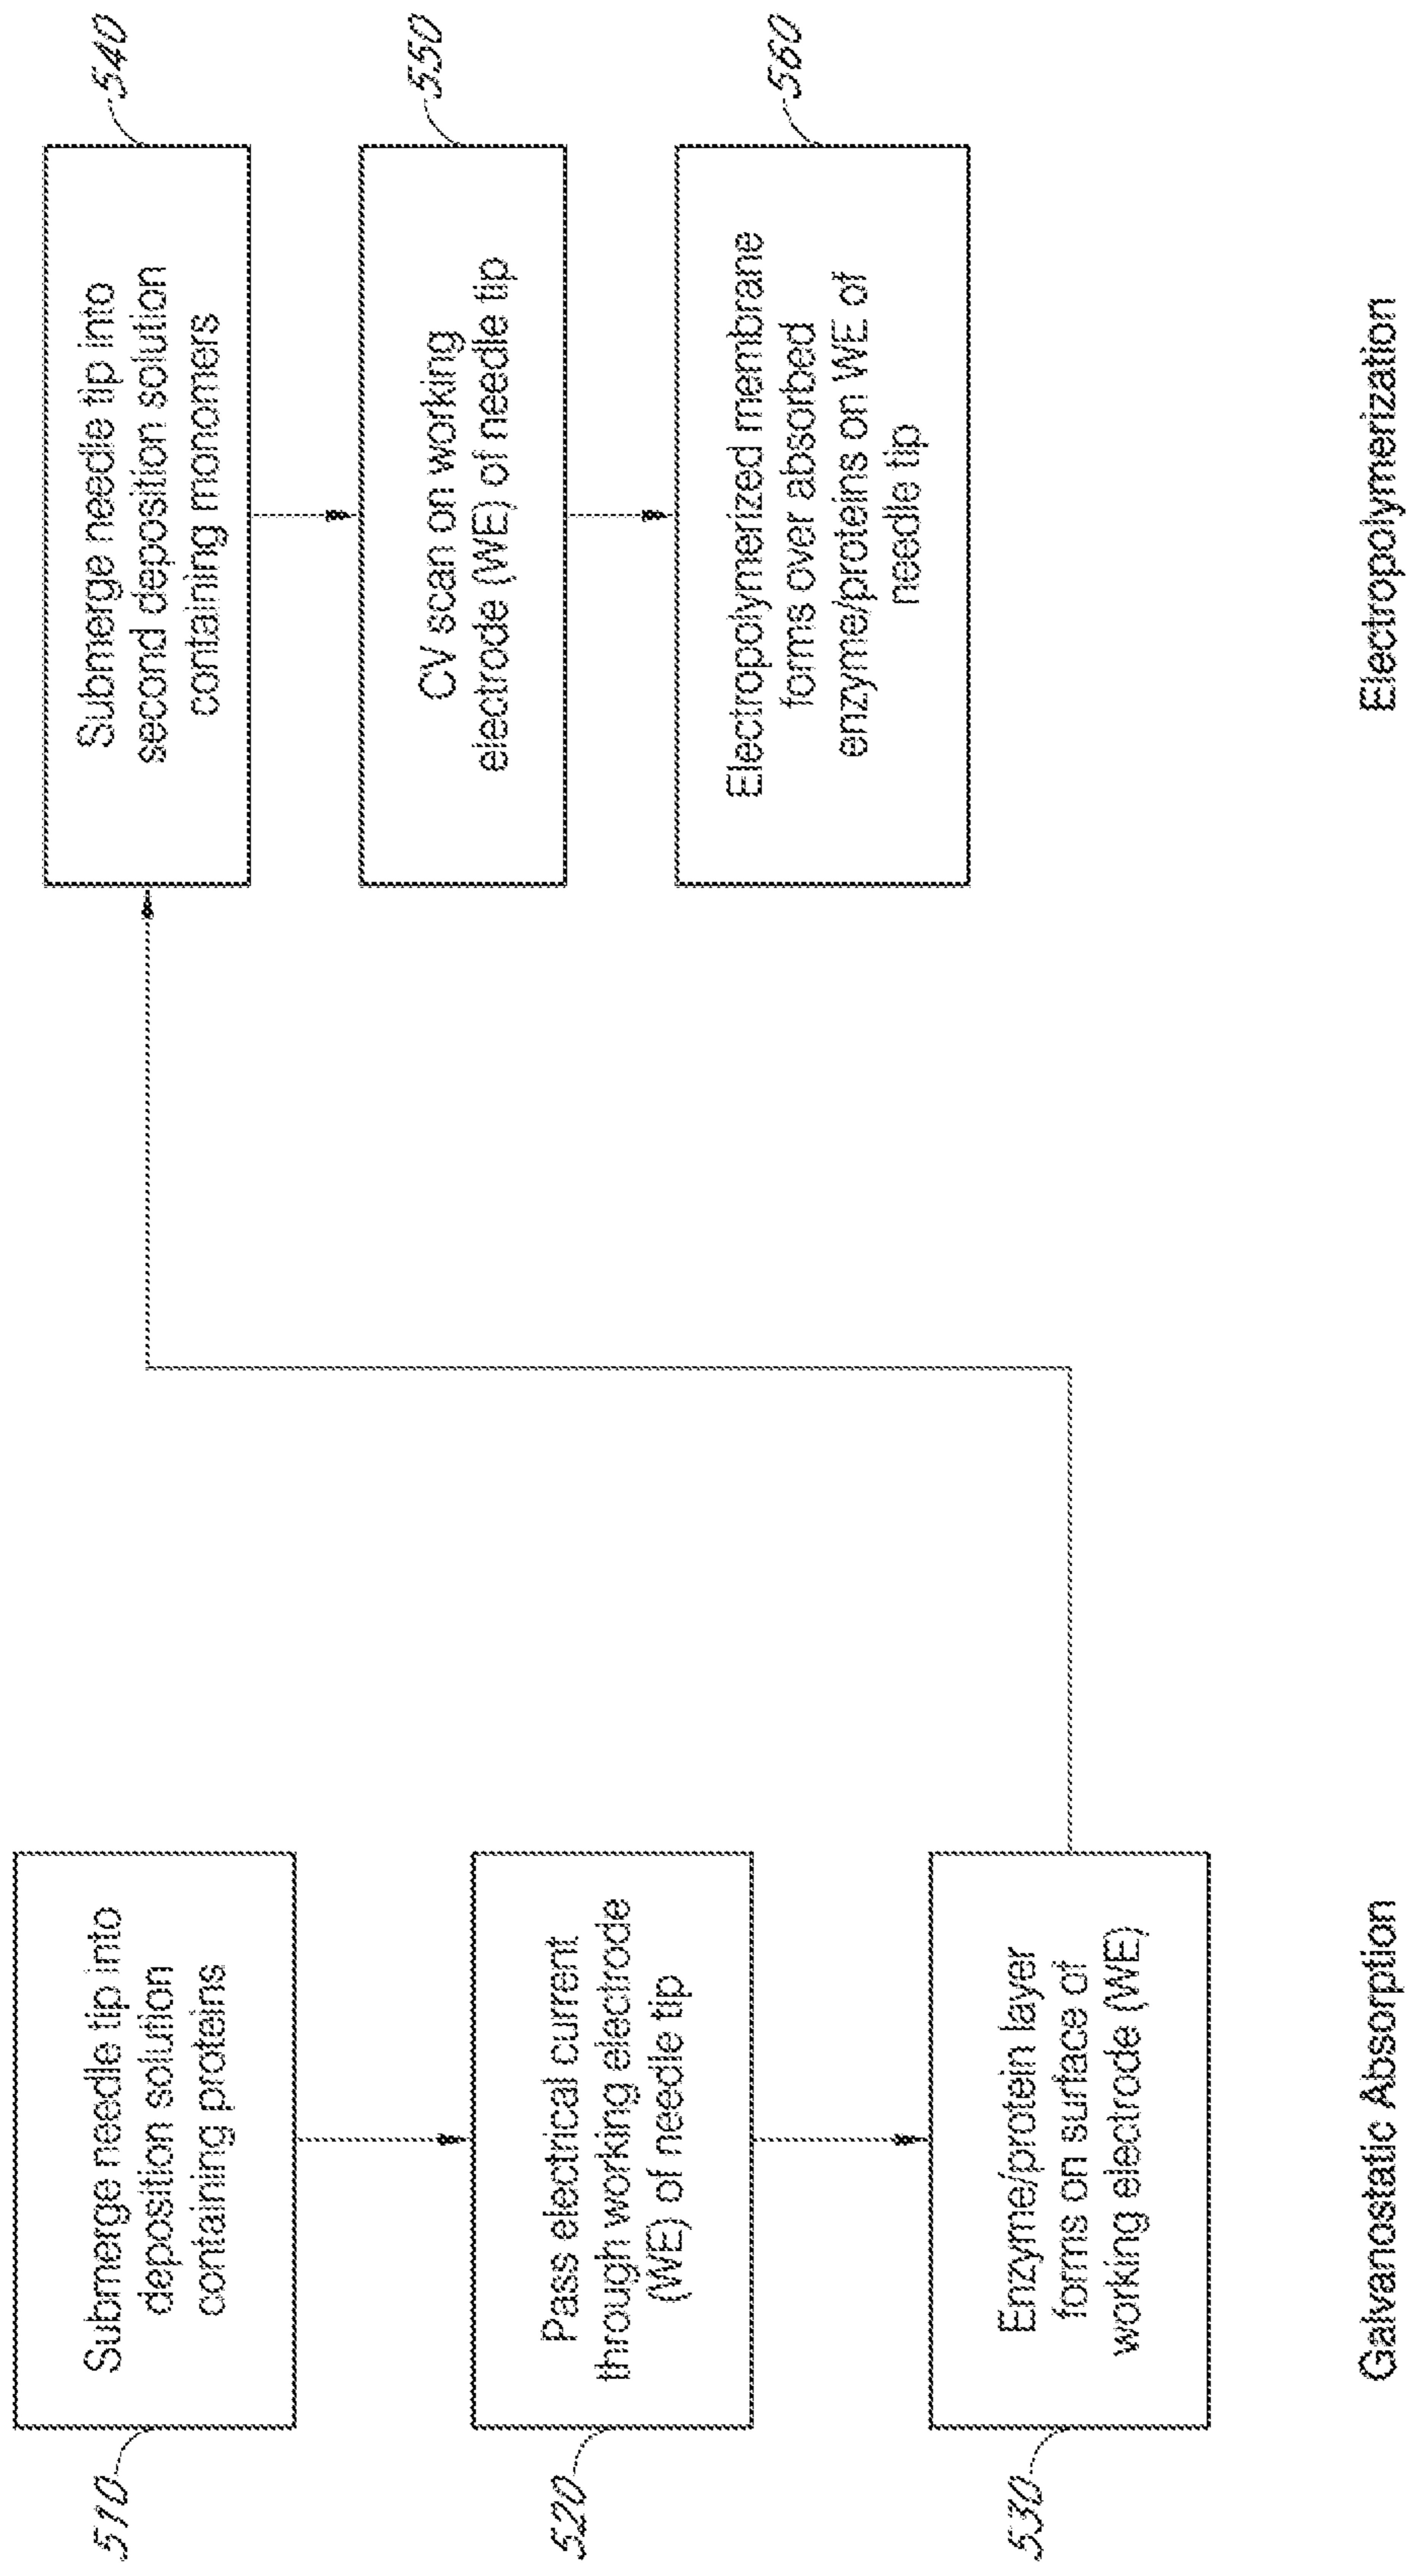 510
Submerge needle tip into
deposition solution
containing proteins
520
Pass electrical current
through working electrode
(WE) of needle tip
530
Enzyme/protein layer
forms on surface of
working electrode (WE)
Galvanostatic Absorption
540
Submerge needle tip into
second deposition solution
containing monomers
550
CV scan on working
electrode (WE) of needle tip
560
Electropolymerized membrane
forms over absorbed
enzyme/proteins on WE of
needle tip
Electropolymerization